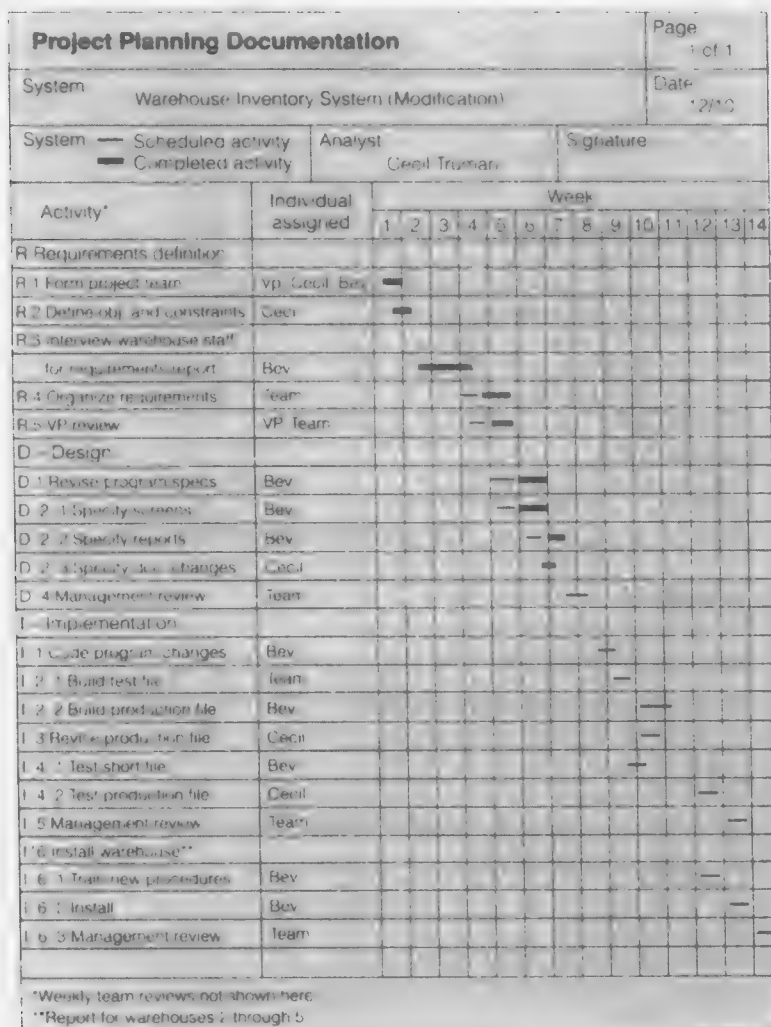 Project Planning Documentation
Page
1 of 1
System
Warehouse Inventory System (Modification)
Date
System — Scheduled activity
Completed activity
Analyst
Cecil Truman
Signature
Activity*
Individual
assigned
Week
1 2 3 4 5 6 7 8 9 10 11 12 13 14
R Requirements definition
R 1 Form project team Vp, Cecil, Bev
R 2 Define obj and constraints Cecil
R 3 Interview warehouse staff
for requirements report Bev
R 4 Organize requirements Team
R 5 VP review VP, Team
D - Design
D 1 Revise program specs Bev
D 2 1 Specify screens Bev
D 2 2 Specify reports Bev
D 2 3 Specify doc changes Cecil
D 4 Management review Team
I - Implementation
I 1 Code program changes Bev
I 2 1 Build test file Team
I 2 2 Build production file Bev
I 3 Revise production file Cecil
I 4 1 Test short file Bev
I 4 2 Test production file Cecil
I 5 Management review Team
I 6 Install warehouse**
I 6 1 Train new procedures Bev
I 6 2 Install Bev
I 6 3 Management review Team
*Weekly team reviews not shown here
**Report for warehouses 2 through 5